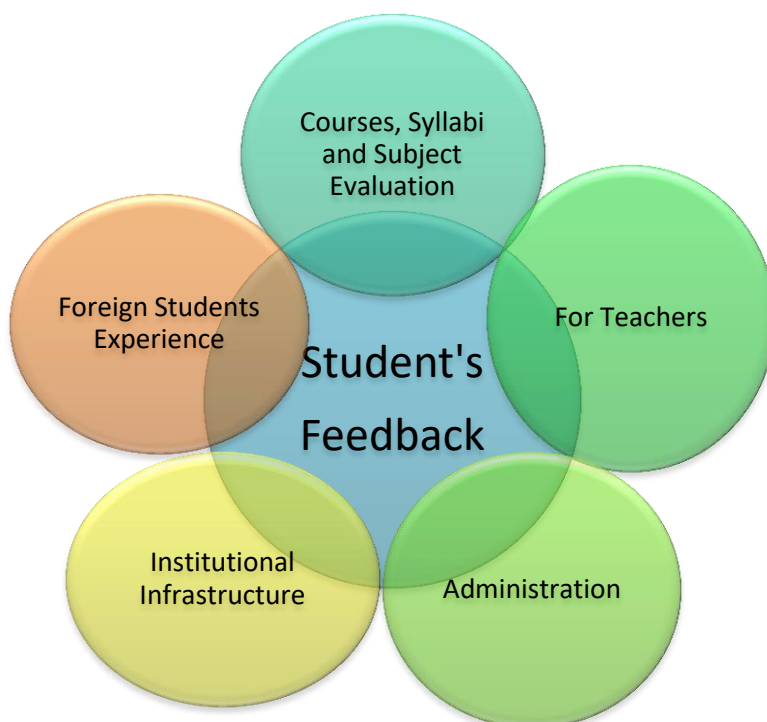 Courses, Syllabi
and Subject
Evaluation
Foreign Students
Experience
For Teachers
Student's
Feedback
Institutional
Infrastructure
Administration